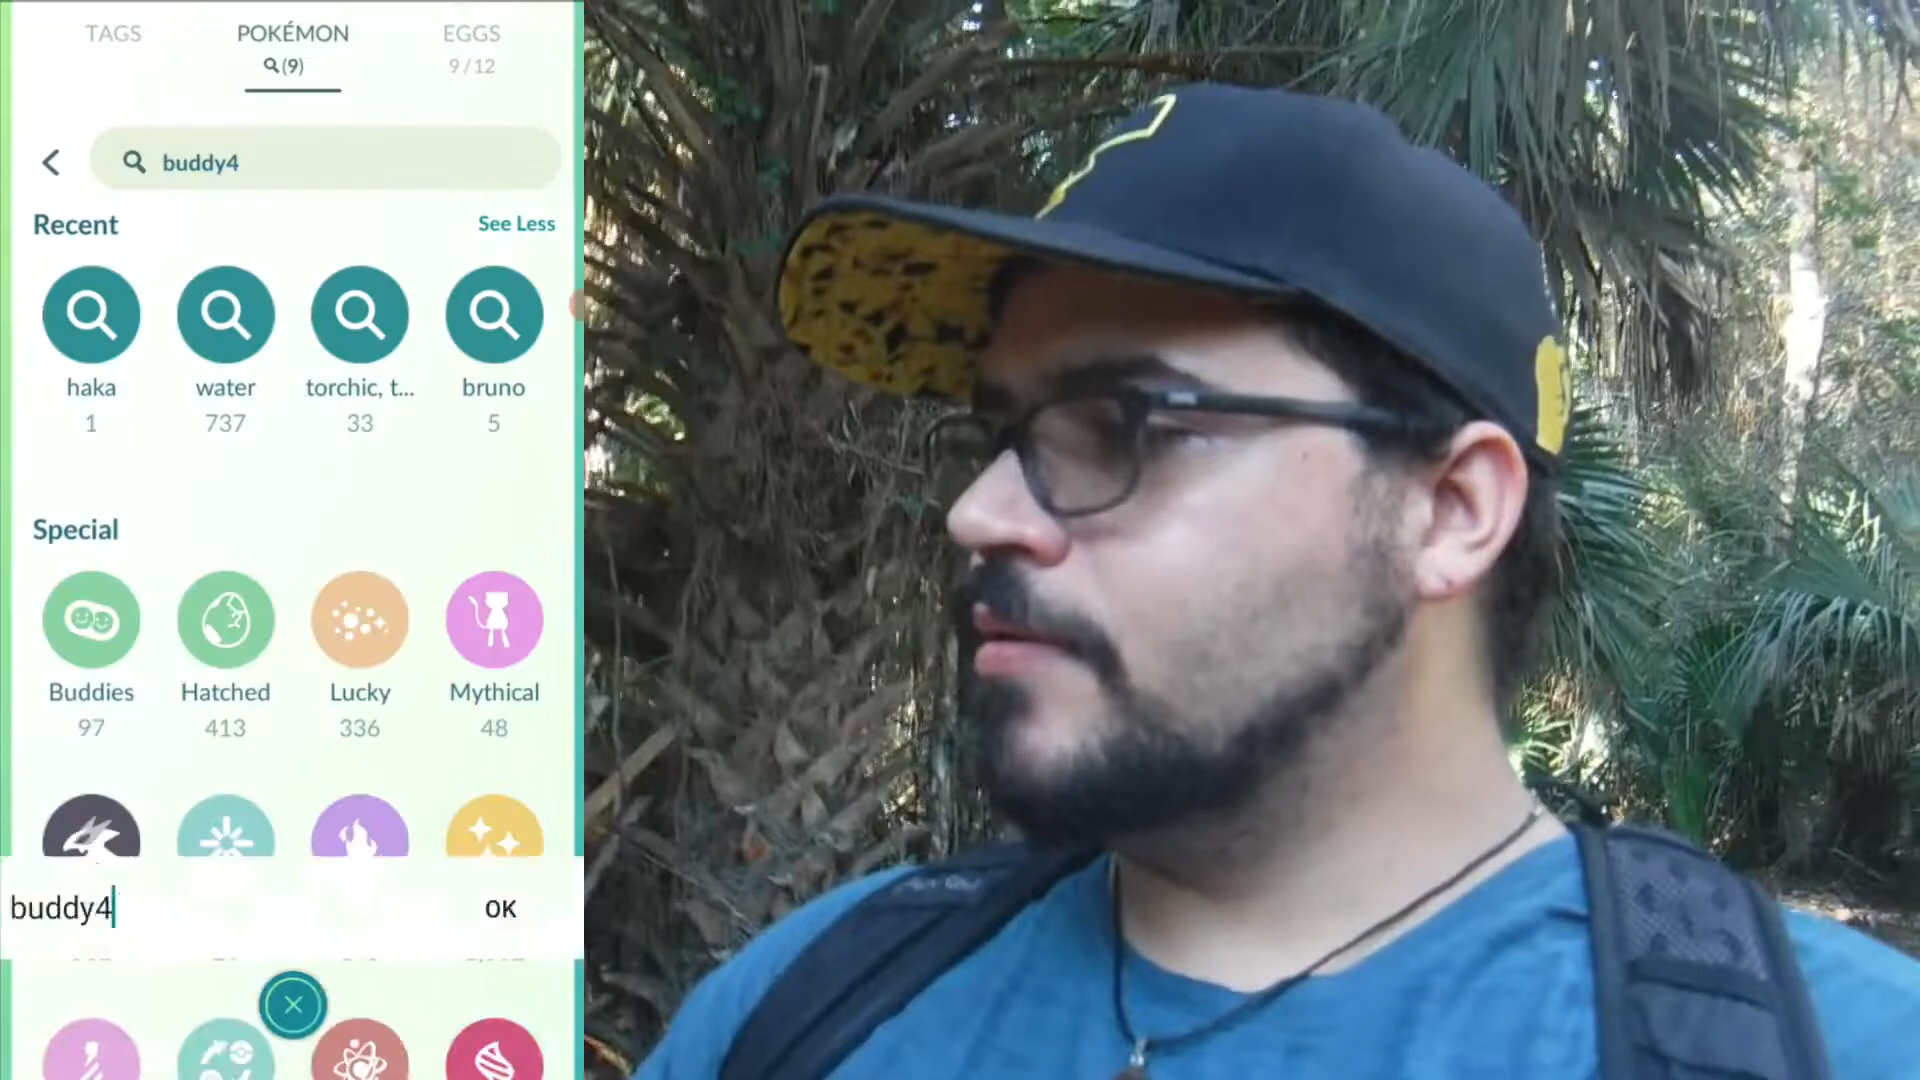 TAGS
POKÉMON
EGGS
(9)
9/12
buddy4
Recent
See Less
haka
water
torchic, t...
bruno
1
737
33
5
Special
Buddies
Hatched
Lucky
Mythical
97
413
336
48
buddy4
OK